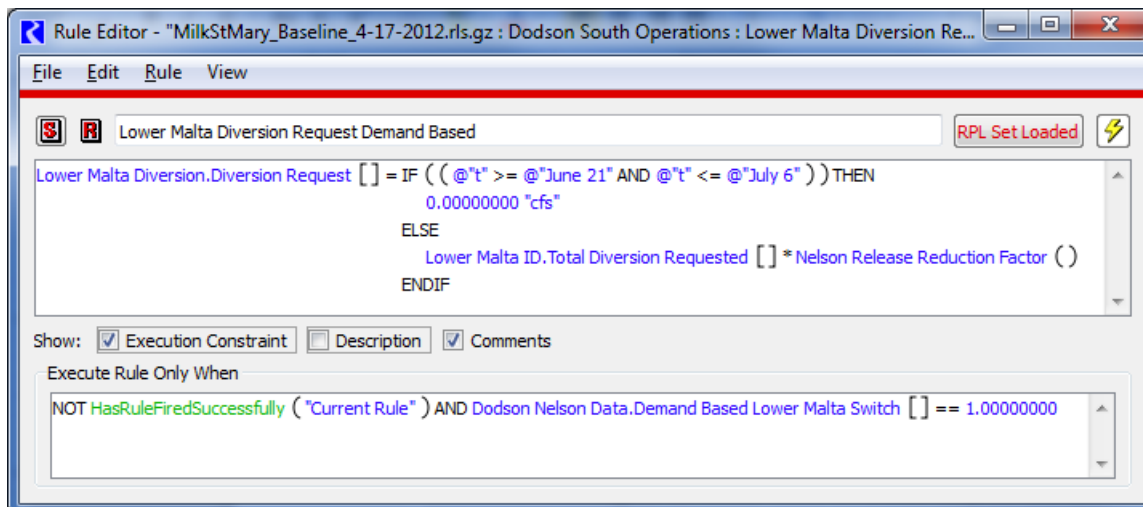 Rule Editor - "MilkStMary_Baseline_4-17-2012.rls.gz : Dodson South Operations : Lower Malta Diversion Re...
File Edit Rule View
S R Lower Malta Diversion Request Demand Based RPL Set Loaded
Lower Malta Diversion.Diversion Request [ ] = IF ( ( @"t" >= @"June 21" AND @"t" <= @"July 6" ) ) THEN
0.00000000 "cfs"
ELSE
Lower Malta ID.Total Diversion Requested [ ] * Nelson Release Reduction Factor ( )
ENDIF
Show: Execution Constraint Description Comments
Execute Rule Only When
NOT HasRuleFiredSuccessfully ( "Current Rule" ) AND Dodson Nelson Data.Demand Based Lower Malta Switch [ ] == 1.00000000